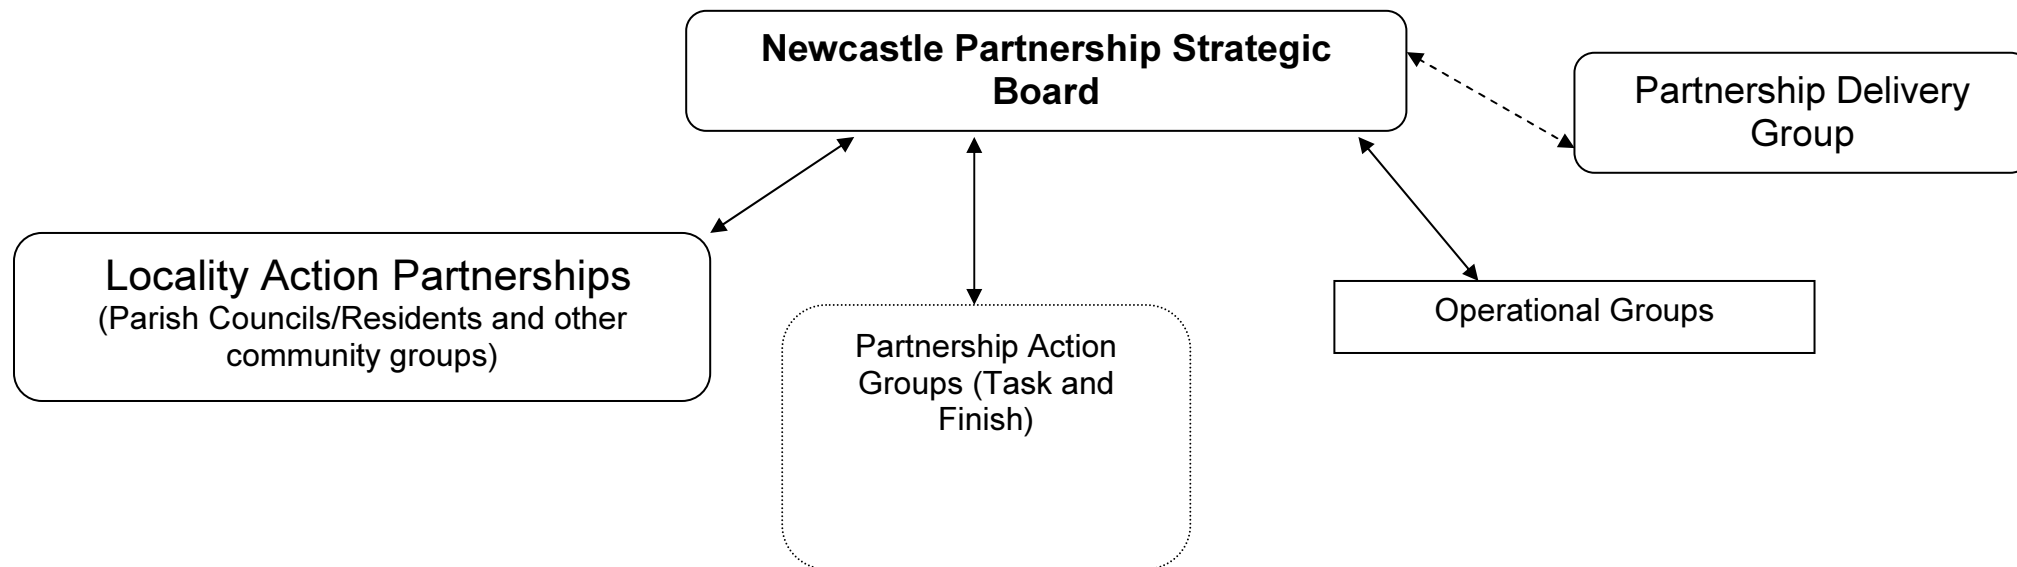 Newcastle Partnership Strategic
Board
Partnership Delivery
Group
Locality Action Partnerships
(Parish Councils/Residents and other
community groups)
Partnership Action
Groups (Task and
Finish)
Operational Groups